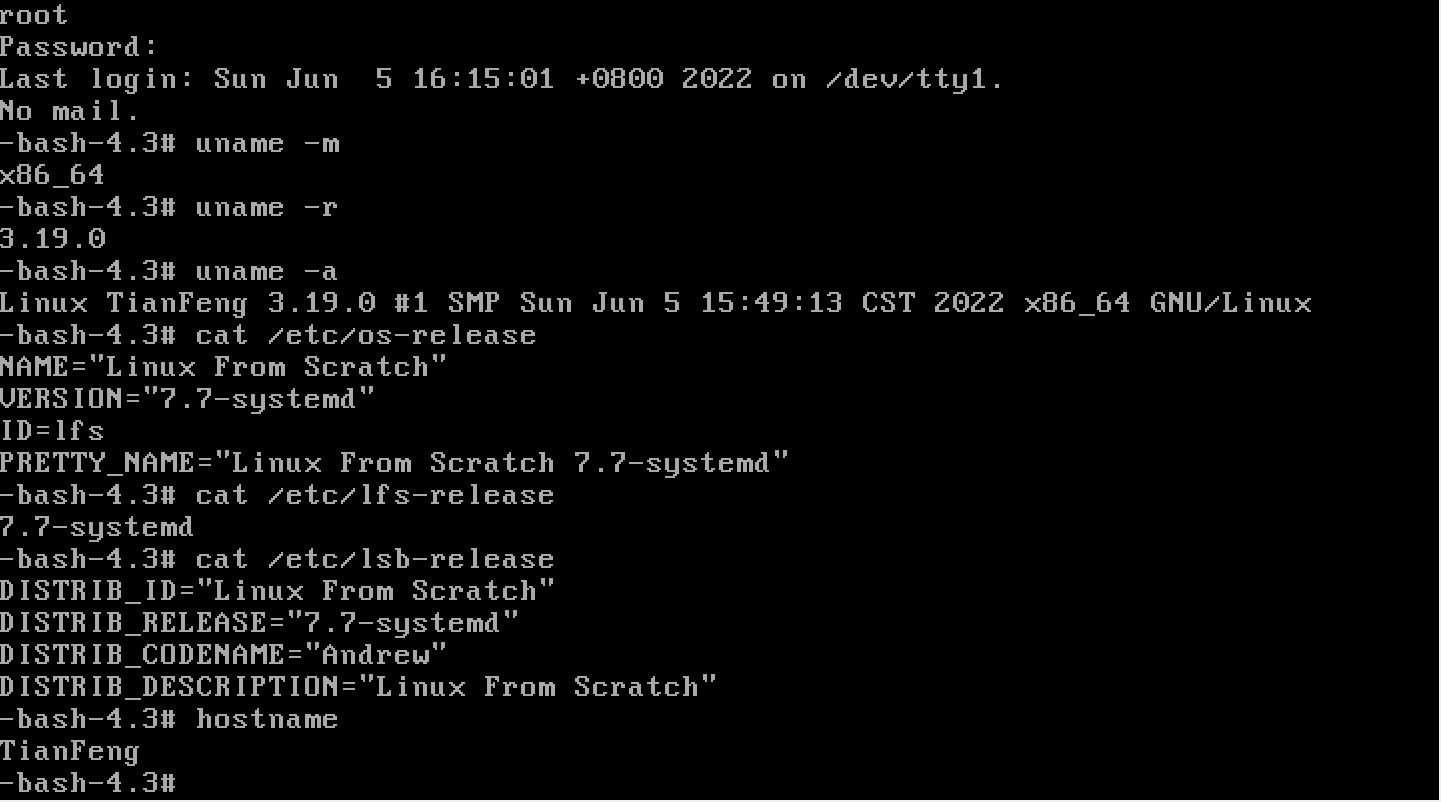 root
Password:
Last login: Sun Jun  5 16:15:01 +0800 2022 on /dev/tty1.
No mail.
-bash-4.3# uname -m
x86_64
-bash-4.3# uname -r
3.19.0
-bash-4.3# uname -a
Linux TianFeng 3.19.0 #1 SMP Sun Jun 5 15:49:13 CST 2022 x86_64 GNU/Linux
-bash-4.3# cat /etc/os-release
NAME="Linux From Scratch"
VERSION="7.7-systemd"
ID=lfs
PRETTY_NAME="Linux From Scratch 7.7-systemd"
-bash-4.3# cat /etc/lfs-release
7.7-systemd
-bash-4.3# cat /etc/lsb-release
DISTRIB_ID="Linux From Scratch"
DISTRIB_RELEASE="7.7-systemd"
DISTRIB_CODENAME="Andrew"
DISTRIB_DESCRIPTION="Linux From Scratch"
-bash-4.3# hostname
TianFeng
-bash-4.3#